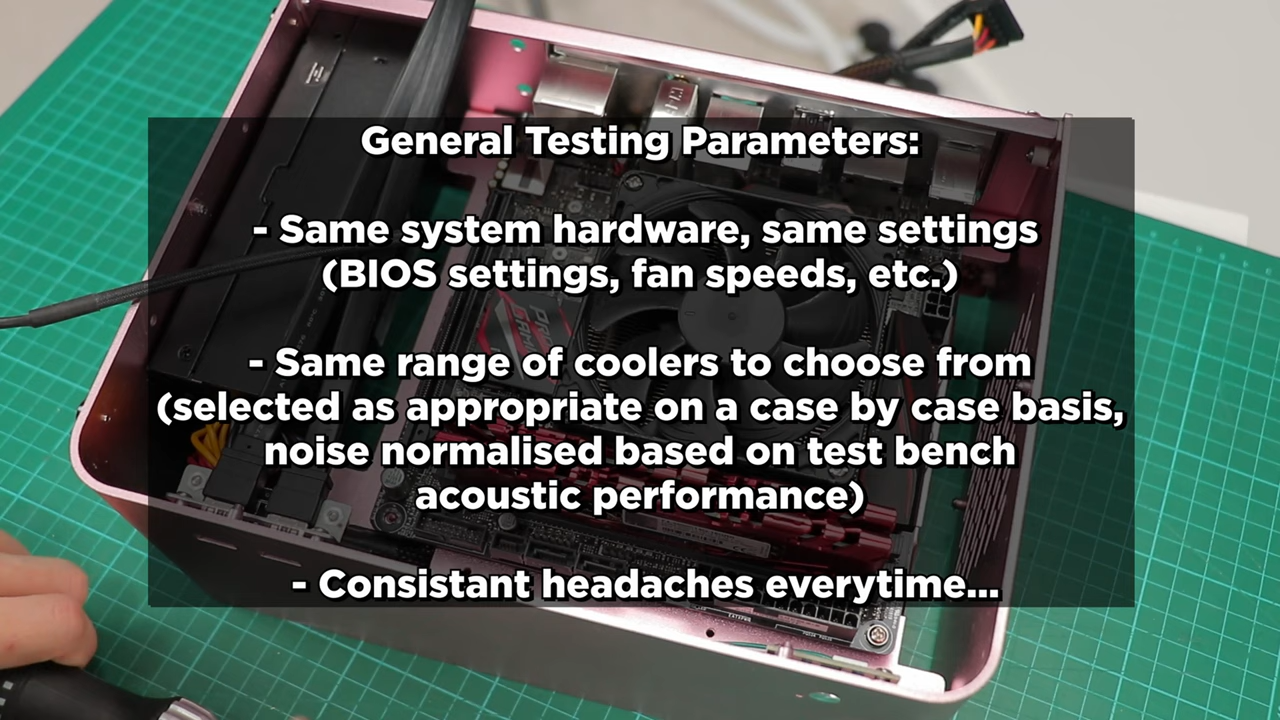 General Testing Parameters:
- Same system hardware, same settings
(BIOS settings, fan speeds, etc.)
- Same range of coolers to choose from
(selected as appropriate on a case by case basis,
noise normalised based on test bench
acoustic performance)
- Consistant headaches everytime...